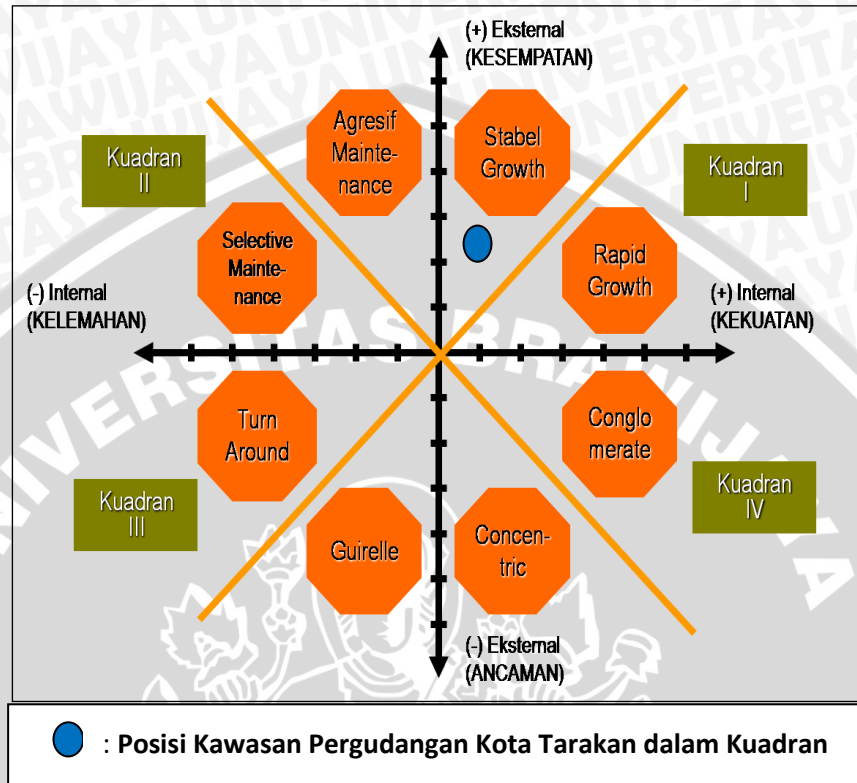 (+) Eksternal
(KESEMPATAN)
Agresif
Mainte-
nance
Stabel
Growth
Kuadran
II
Kuadran
I
Selective
Mainte-
nance
Rapid
Growth
(-) Internal
(KELEMAHAN)
(+) Internal
(KEKUATAN)
UNIVERSITAS BRAWIJAYA
Turn
Around
Conglo
merate
Kuadran
III
Kuadran
IV
Guirelle
Concen-
tric
(-) Eksternal
(ANCAMAN)
: Posisi Kawasan Pergudangan Kota Tarakan dalam Kuadran